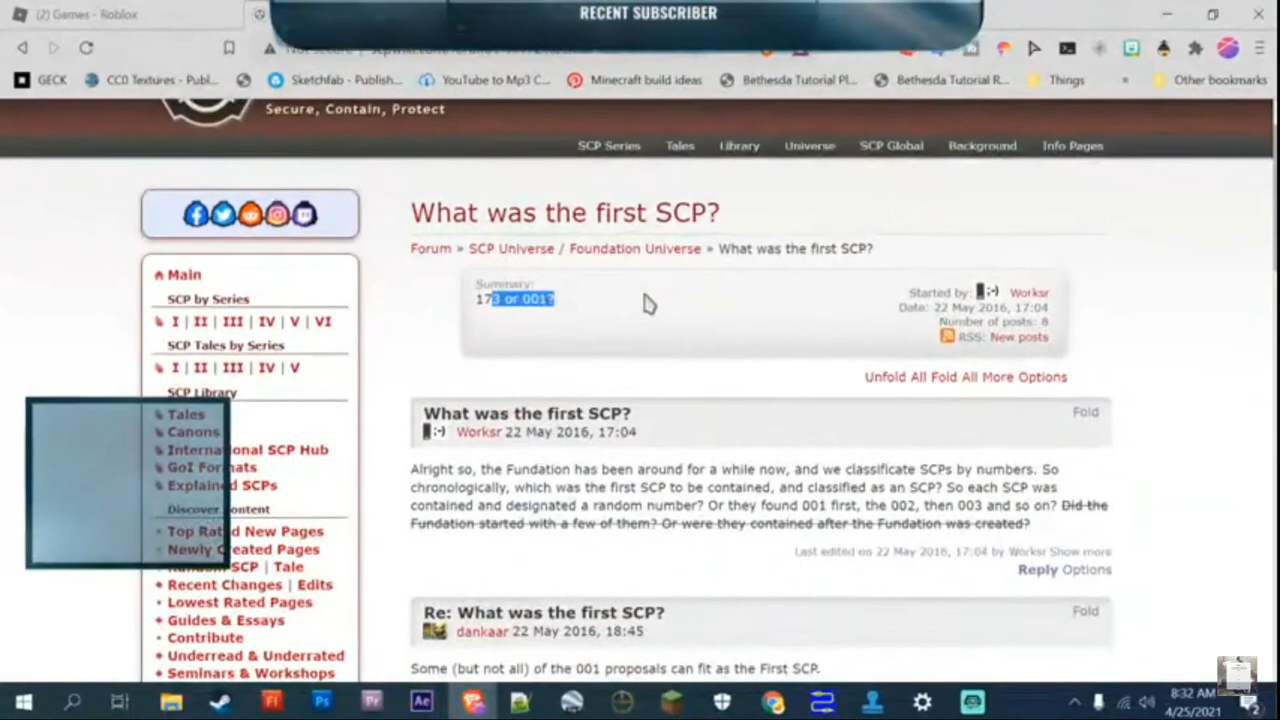 (2) Games - Roblox
RECENT SUBSCRIBER
GECK
CC0 Textures - Publ...
Sketchfab - Publish...
YouTube to Mp3 C...
Minecraft build ideas
Bethesda Tutorial Pl...
Bethesda Tutorial R...
Things
»
Other bookmarks
Secure, Contain, Protect
SCP Series Tales Library Universe SCP Global Background Info Pages
Main
SCP by Series
I | II | III | IV | V | VI
SCP Tales by Series
I | II | III | IV | V
SCP Library
Tales
Canons
International SCP Hub
GoI Formats
Explained SCPs
Discover Content
Top Rated New Pages
Newly Created Pages
Random SCP | Tale
Recent Changes | Edits
Lowest Rated Pages
Guides & Essays
Contribute
Underread & Underrated
Seminars & Workshops
What was the first SCP?
Forum » SCP Universe / Foundation Universe » What was the first SCP?
Summary:
173 or 001?
Started by: Worksr
Date: 22 May 2016, 17:04
Number of posts: 8
RSS: New posts
Unfold All Fold All More Options
What was the first SCP?
Fold
Worksr 22 May 2016, 17:04
Alright so, the Fundation has been around for a while now, and we classificate SCPs by numbers. So
chronologically, which was the first SCP to be contained, and classified as an SCP? So each SCP was
contained and designated a random number? Or they found 001 first, the 002, then 003 and so on? Did the
Fundation started with a few of them? Or were they contained after the Fundation was created?
Last edited on 22 May 2016, 17:04 by Worksr Show more
Reply Options
Re: What was the first SCP?
Fold
dankaar 22 May 2016, 18:45
Some (but not all) of the 001 proposals can fit as the First SCP.
Ps
Pr
Ae
8:32 AM
4/25/2021
2